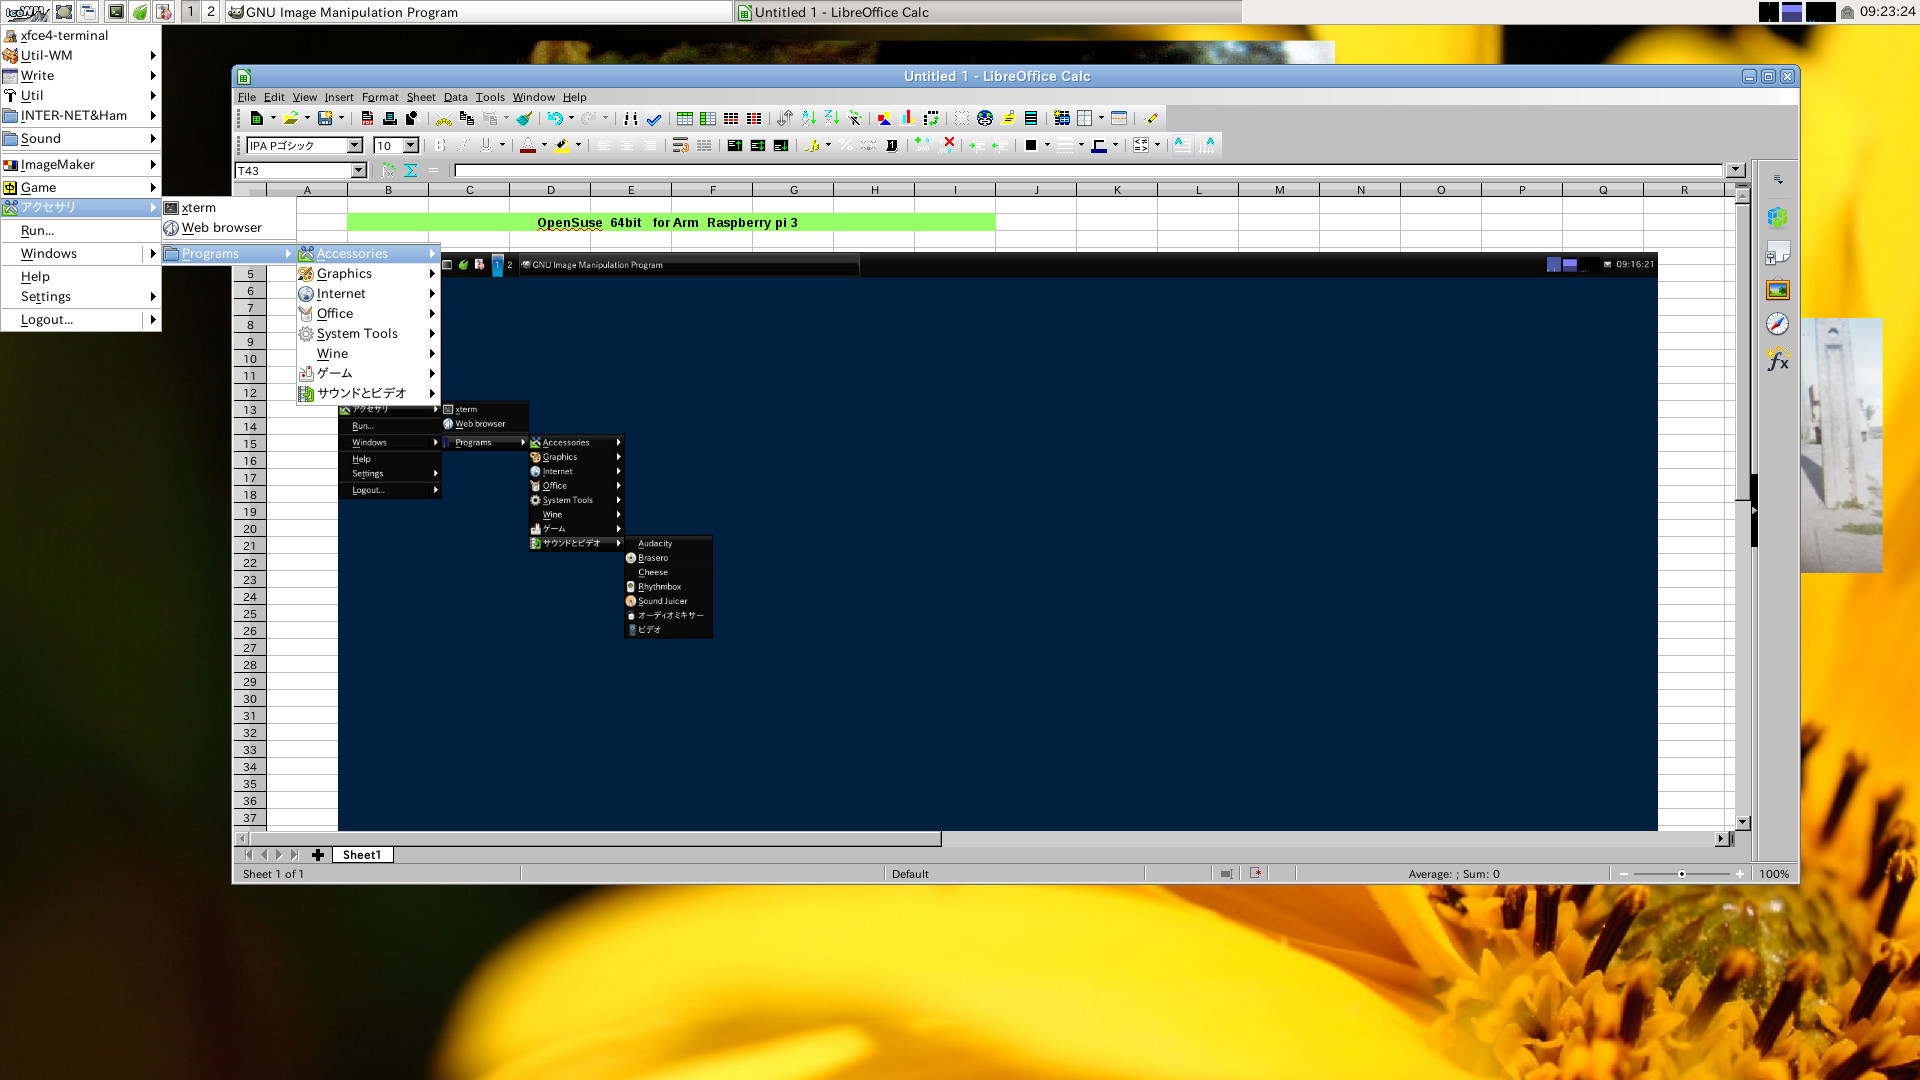 IceWM
1 2 GNU Image Manipulation Program Untitled 1 - LibreOffice Calc 09:23:24
xfce4-terminal
Util-WM
Write
Util
INTER-NET&Ham
Sound
ImageMaker
Game
アクセサリ
Run...
Windows
Help
Settings
Logout...
xterm
Web browser
Programs
Accessories
Graphics
Internet
Office
System Tools
Wine
ゲーム
サウンドとビデオ
Untitled 1 - LibreOffice Calc
File Edit View Insert Format Sheet Data Tools Window Help
IPA Pゴシック 10
T43
A B C D E F G H I J K L M N O P Q R
OpenSuse 64bit for Arm Raspberry pi 3
1 2 GNU Image Manipulation Program 09:16:21
5
6
7
8
9
10
11
12
13
14
15
16
17
18
19
20
21
22
23
24
25
26
27
28
29
30
31
32
33
34
35
36
37
アクセサリ
Run...
Windows
Help
Settings
Logout...
xterm
Web browser
Programs
Accessories
Graphics
Internet
Office
System Tools
Wine
ゲーム
サウンドとビデオ
Audacity
Brasero
Cheese
Rhythmbox
Sound Juicer
オーディオミキサー
ビデオ
Sheet1
Sheet 1 of 1 Default Average: ; Sum: 0 100%